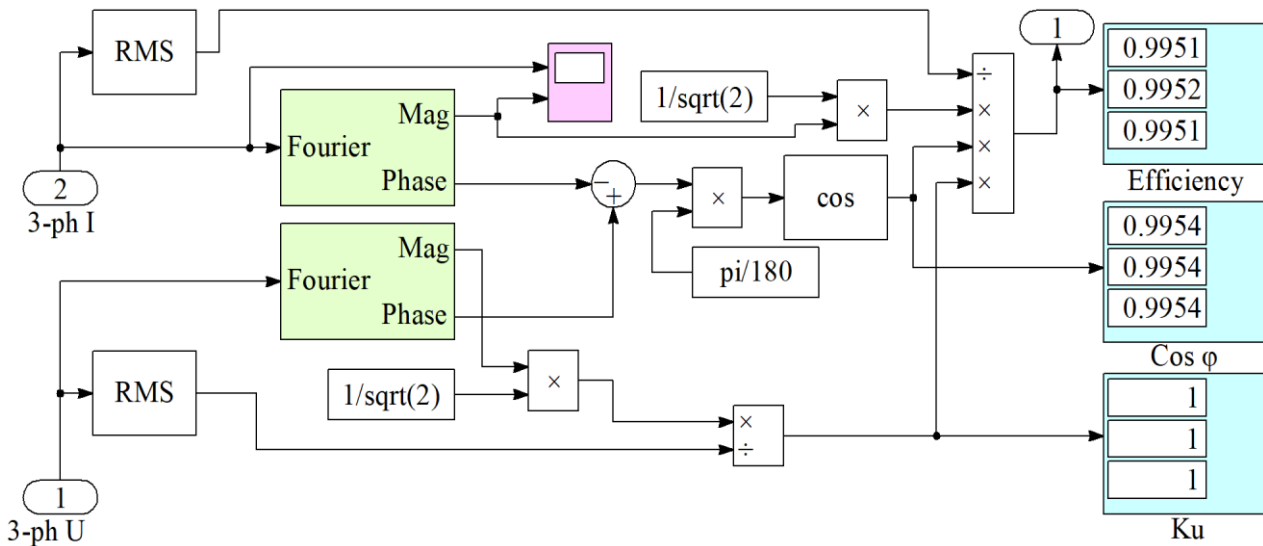 RMS
1
÷
×
×
×
0.9951
0.9952
0.9951
Efficiency
1/sqrt(2)
×
Fourier
Mag
Phase
2
3-ph I
−
+
×
cos
pi/180
0.9954
0.9954
0.9954
Cos φ
Fourier
Mag
Phase
RMS
1/sqrt(2)
×
×
÷
1
1
1
Ku
1
3-ph U